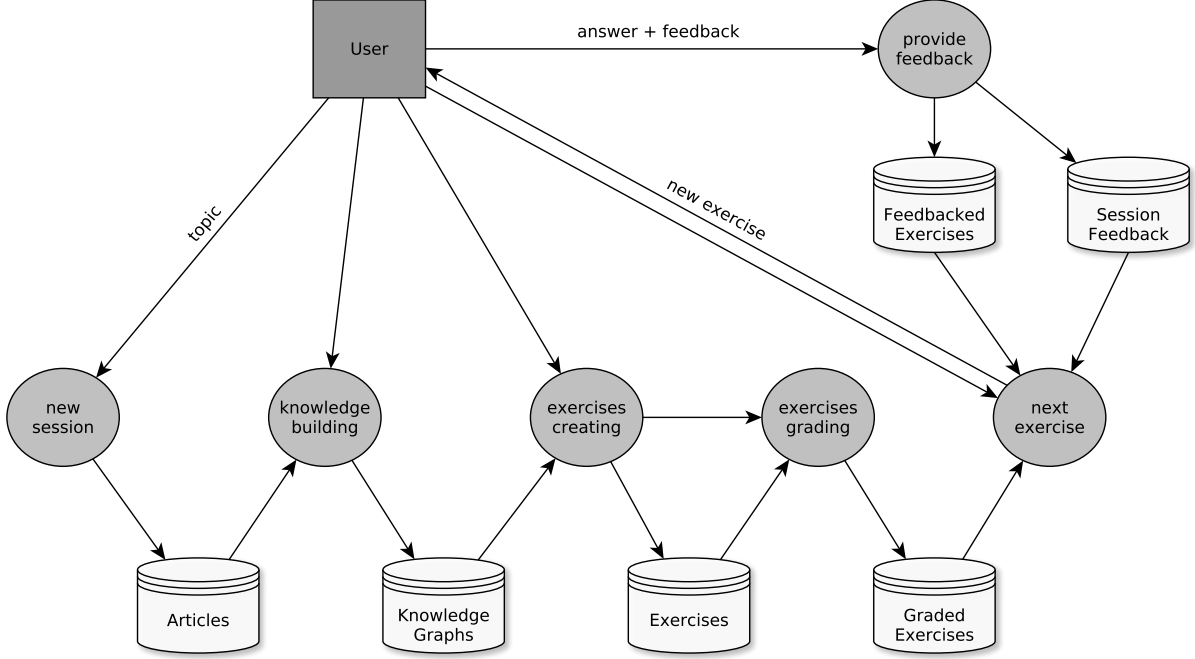 User
answer + feedback
provide
feedback
topic
new exercise
Feedbacked
Exercises
Session
Feedback
new
session
knowledge
building
exercises
creating
exercises
grading
next
exercise
Articles
Knowledge
Graphs
Exercises
Graded
Exercises